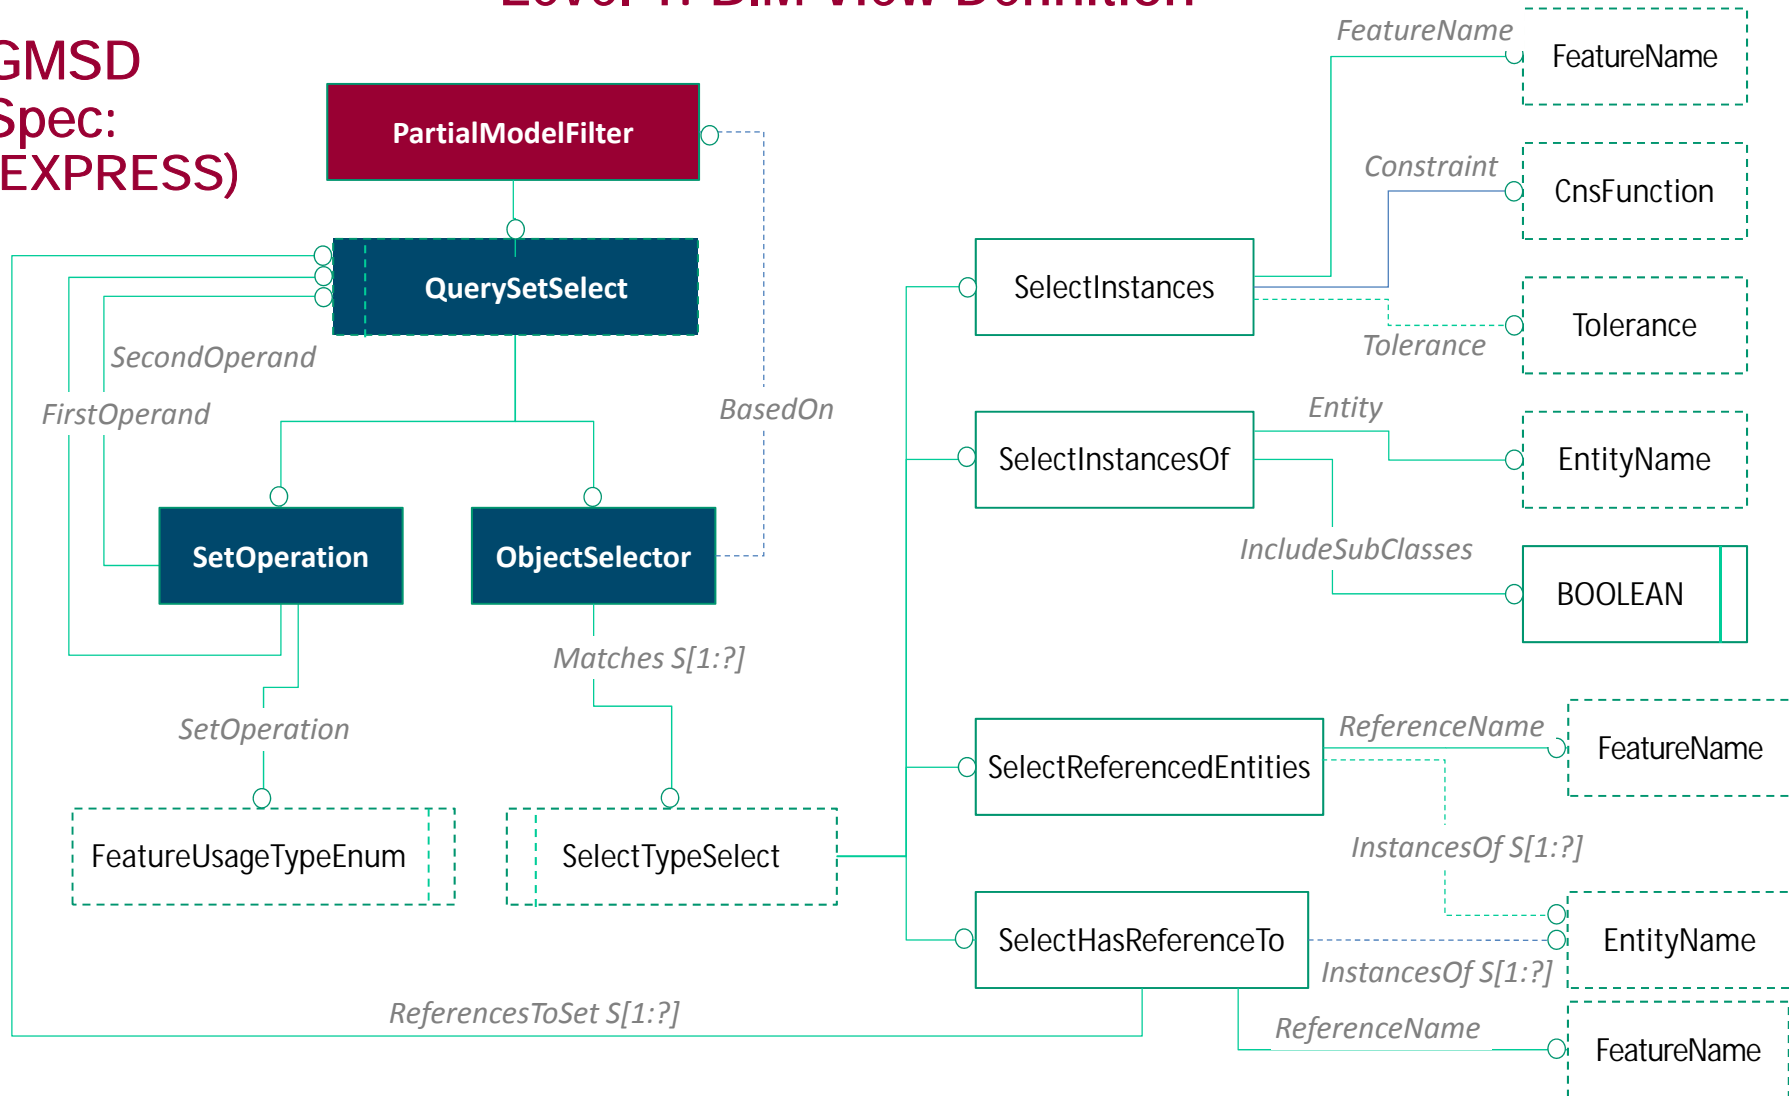 GMSD
Spec:
EXPRESS)
PartialModelFilter
QuerySetSelect
SecondOperand
FirstOperand
BasedOn
SetOperation
ObjectSelector
Matches S[1:?]
SetOperation
FeatureUsageTypeEnum
SelectTypeSelect
ReferencesToSet S[1:?]
SelectInstances
FeatureName
FeatureName
Constraint
CnsFunction
Tolerance
Tolerance
SelectInstancesOf
Entity
EntityName
IncludeSubClasses
BOOLEAN
SelectReferencedEntities
ReferenceName
FeatureName
InstancesOf S[1:?]
SelectHasReferenceTo
EntityName
InstancesOf S[1:?]
ReferenceName
FeatureName